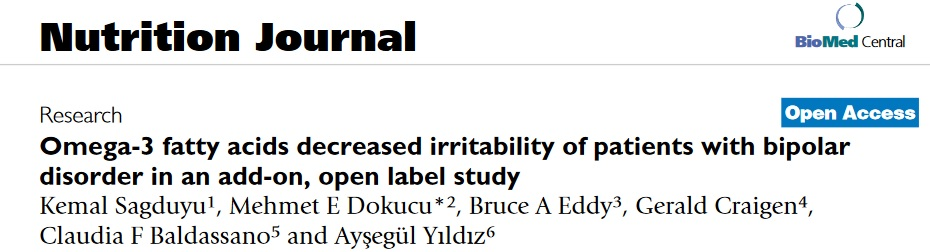 Nutrition Journal
BioMed Central
Research
Open Access
Omega-3 fatty acids decreased irritability of patients with bipolar
disorder in an add-on, open label study
Kemal Sagduyu1, Mehmet E Dokucu*2, Bruce A Eddy3, Gerald Craigen4,
Claudia F Baldassano5 and Ayşegül Yıldız6